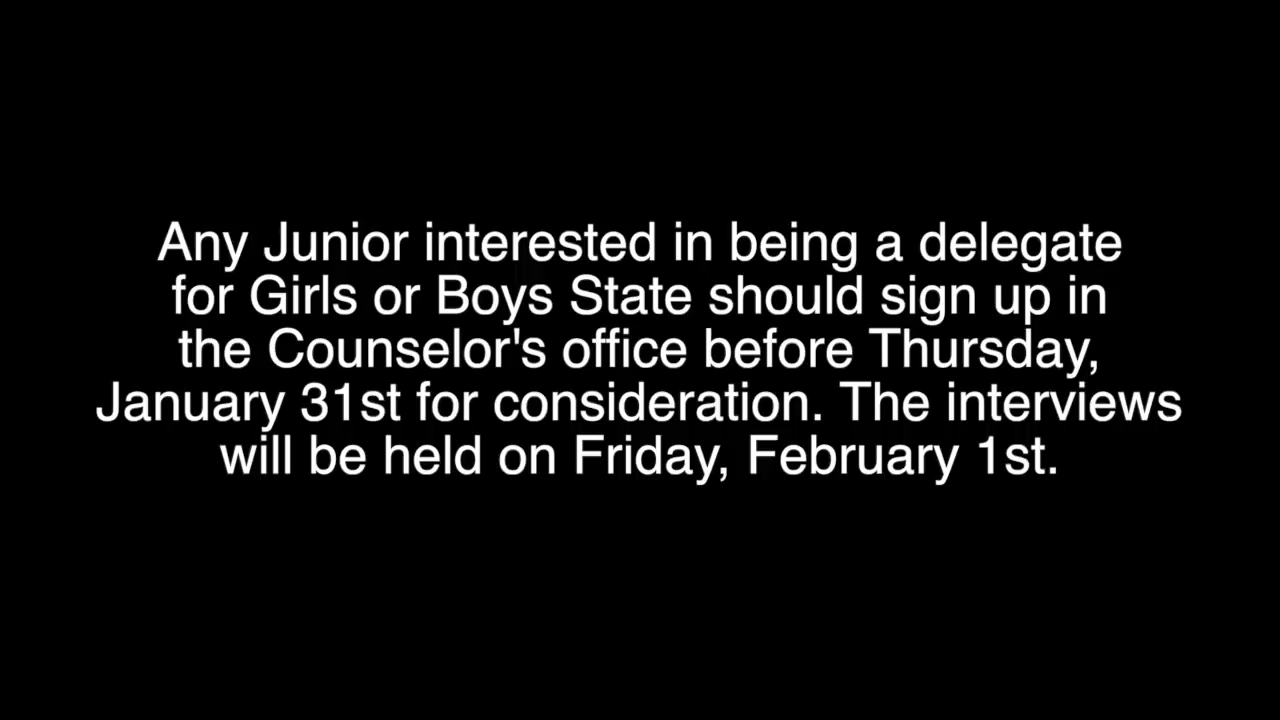 Any Junior interested in being a delegate
for Girls or Boys State should sign up in
the Counselor's office before Thursday,
January 31st for consideration. The interviews
will be held on Friday, February 1st.